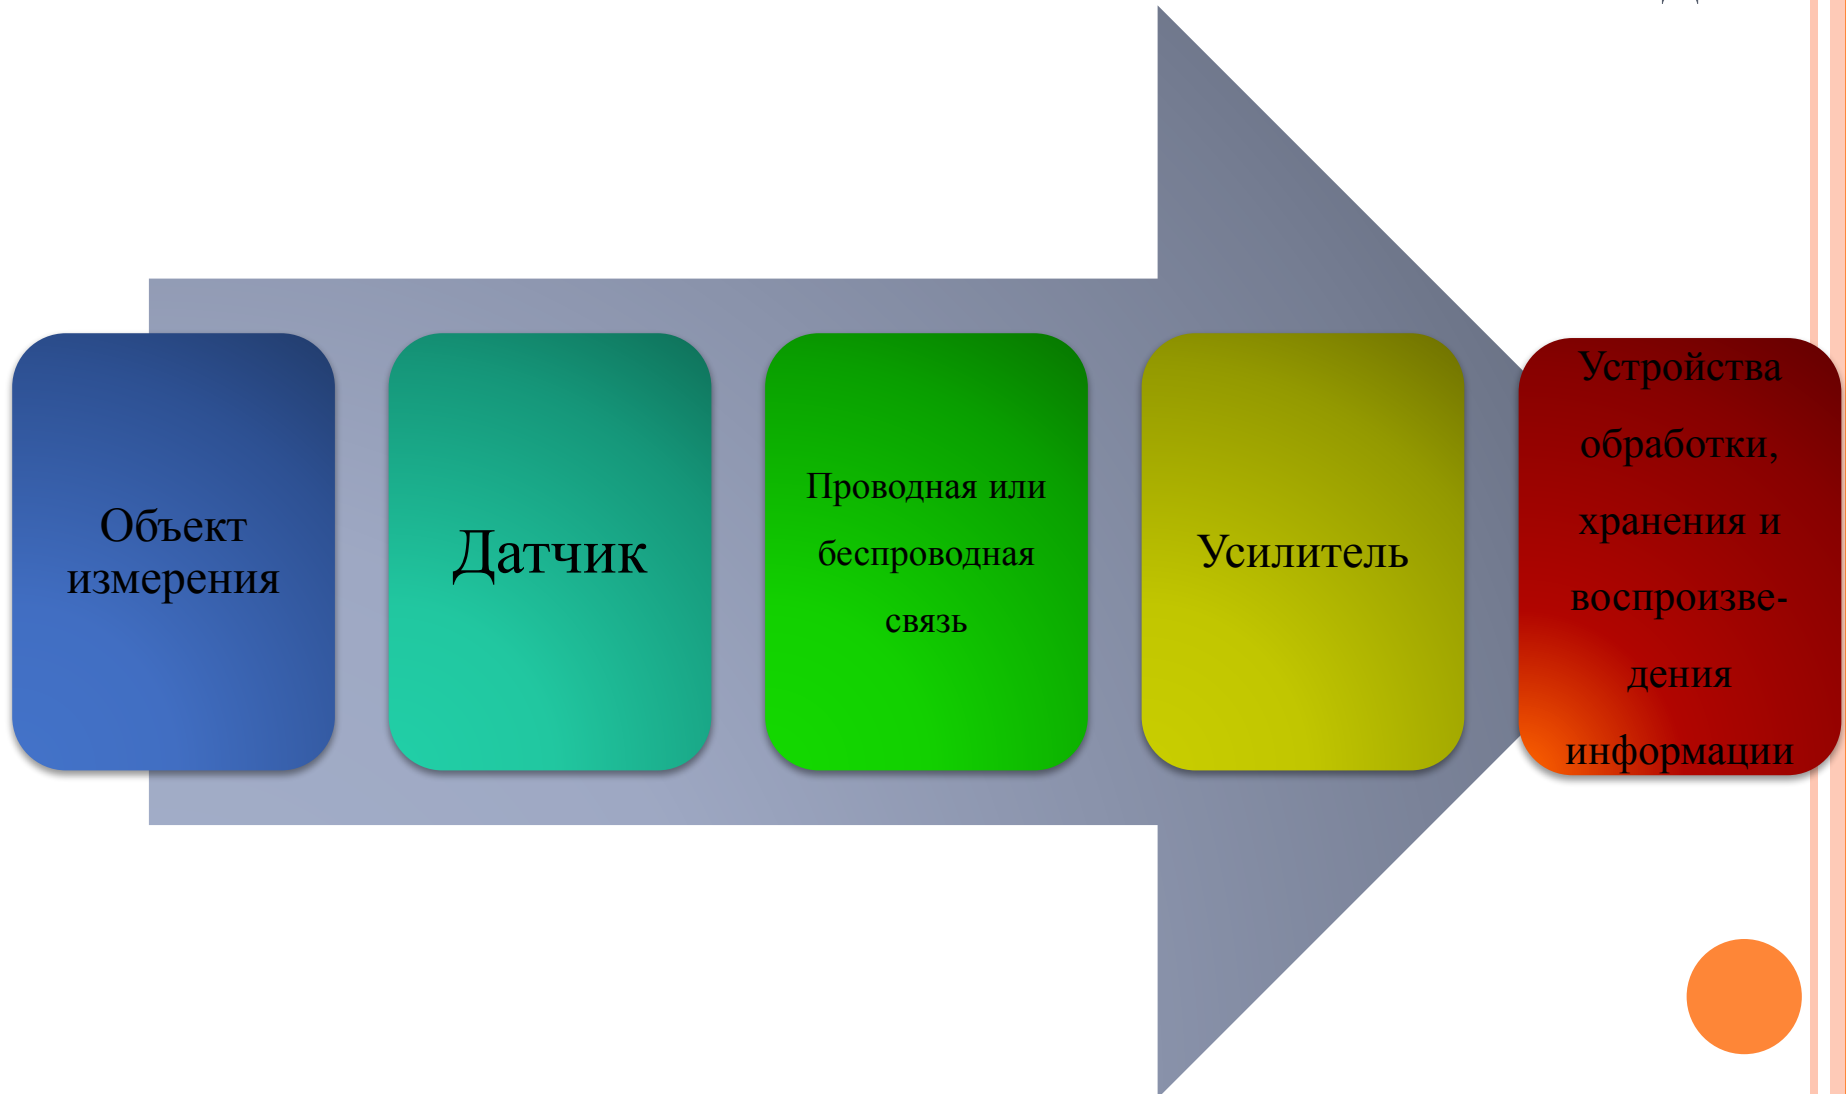 Объект
измерения
Датчик
Проводная или
беспроводная
связь
Усилитель
Устройства
обработки,
хранения и
воспроизве-
дения
информации